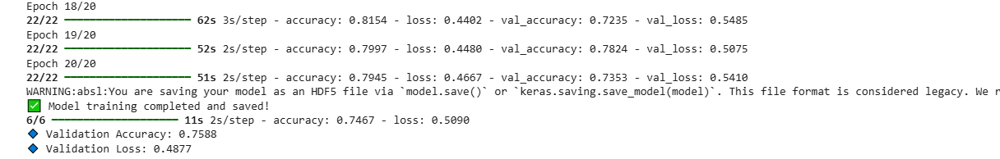 Epoch 18/20
22/22 ━━━━━━━━━━━━━━━━━━━━ 62s 3s/step - accuracy: 0.8154 - loss: 0.4402 - val_accuracy: 0.7235 - val_loss: 0.5485
Epoch 19/20
22/22 ━━━━━━━━━━━━━━━━━━━━ 52s 2s/step - accuracy: 0.7997 - loss: 0.4480 - val_accuracy: 0.7824 - val_loss: 0.5075
Epoch 20/20
22/22 ━━━━━━━━━━━━━━━━━━━━ 51s 2s/step - accuracy: 0.7945 - loss: 0.4667 - val_accuracy: 0.7353 - val_loss: 0.5410
WARNING:absl:You are saving your model as an HDF5 file via `model.save()` or `keras.saving.save_model(model)`. This file format is considered legacy. We
✅ Model training completed and saved!
6/6 ━━━━━━━━━━━━━━━━━━━━ 11s 2s/step - accuracy: 0.7467 - loss: 0.5090
🔹 Validation Accuracy: 0.7588
🔹 Validation Loss: 0.4877